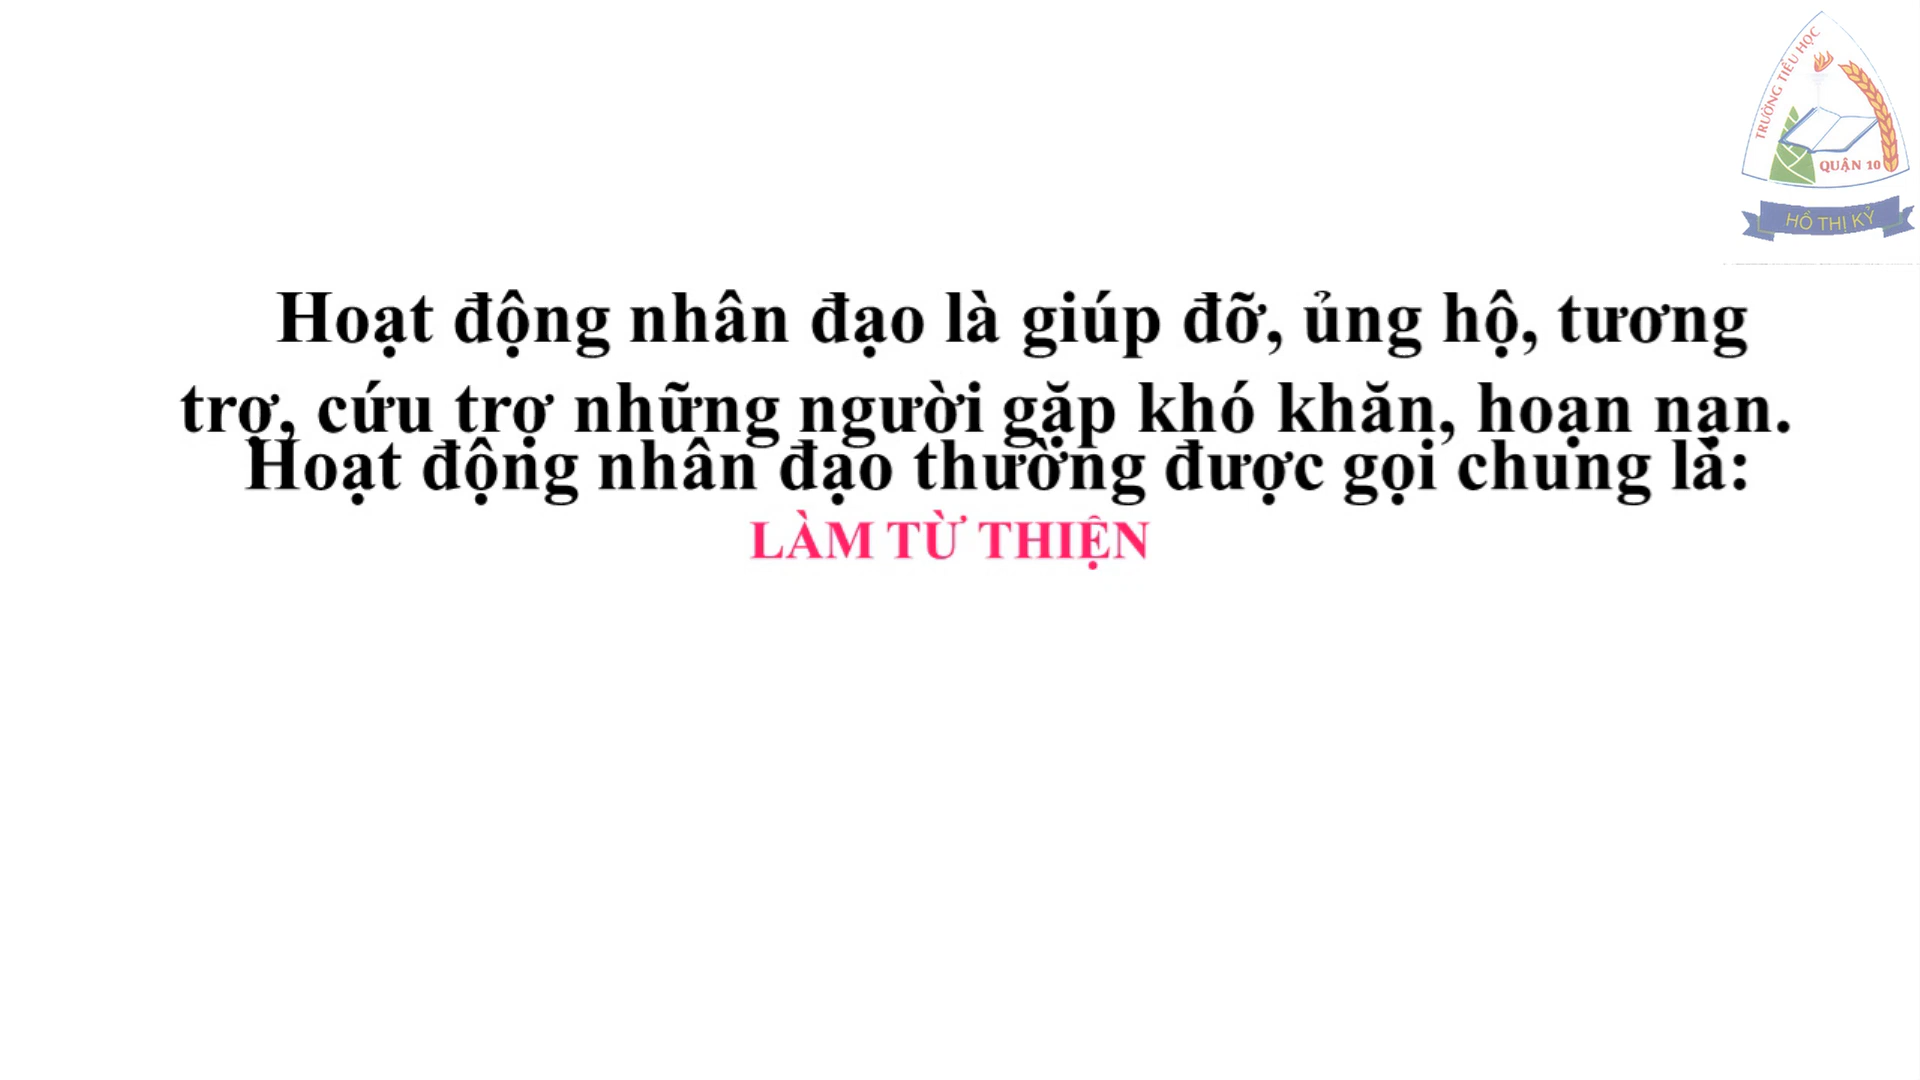 TRƯỜNG TIỂU HỌC
QUẬN 10
HỒ THỊ KỶ
Hoạt động nhân đạo là giúp đỡ, ủng hộ, tương
trợ, cứu trợ những người gặp khó khăn, hoạn nạn.
Hoạt động nhân đạo thường được gọi chung là:
LÀM TỪ THIỆN